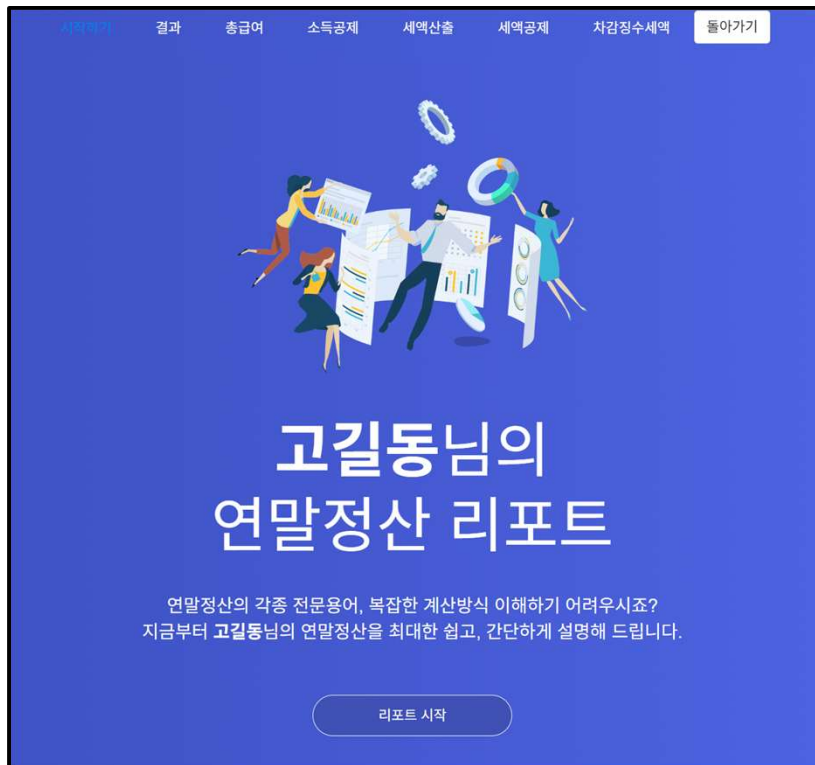 시작하기 결과 총급여 소득공제 세액산출 세액공제 차감징수세액 돌아가기
고길동님의
연말정산 리포트
연말정산의 각종 전문용어, 복잡한 계산방식 이해하기 어려우시죠?
지금부터 고길동님의 연말정산을 최대한 쉽고, 간단하게 설명해 드립니다.
리포트 시작